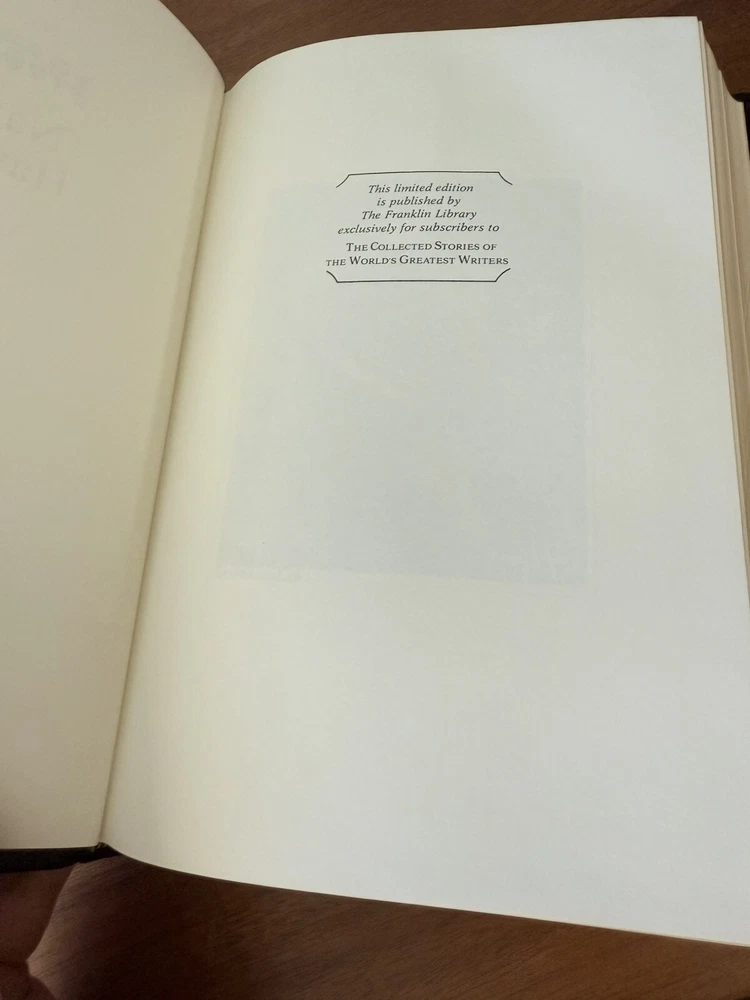 This limited edition
is published by
The Franklin Library
exclusively for subscribers to
THE COLLECTED STORIES OF
THE WORLD'S GREATEST WRITERS